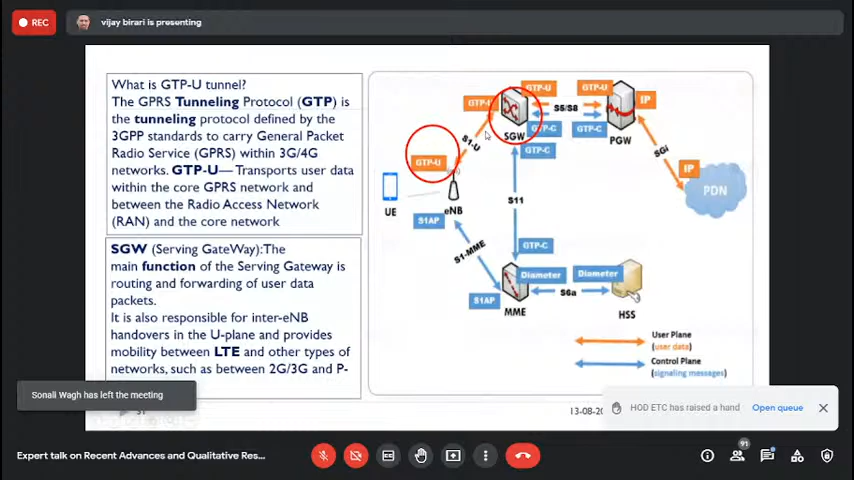 REC
vijay birari is presenting
What is GTP-U tunnel?
The GPRS Tunneling Protocol (GTP) is
the tunneling protocol defined by the
3GPP standards to carry General Packet
Radio Service (GPRS) within 3G/4G
networks. GTP-U— Transports user data
within the core GPRS network and
between the Radio Access Network
(RAN) and the core network
SGW (Serving GateWay):The
main function of the Serving Gateway is
routing and forwarding of user data
packets.
It is also responsible for inter-eNB
handovers in the U-plane and provides
mobility between LTE and other types of
networks, such as between 2G/3G and P-
GTP-U
GTP-U
IP
S5/S8
GTP-C
GTP-C
SGW
PGW
GTP-C
S1-U
GTP-U
SGi
IP
PDN
UE
eNB
S11
S1AP
S1-MME
GTP-C
Diameter
Diameter
S1AP
S6a
MME
HSS
User Plane
(user data)
Control Plane
(signaling messages)
Sonali Wagh has left the meeting
HOD ETC has raised a hand
Open queue
91
Expert talk on Recent Advances and Qualitative Res...